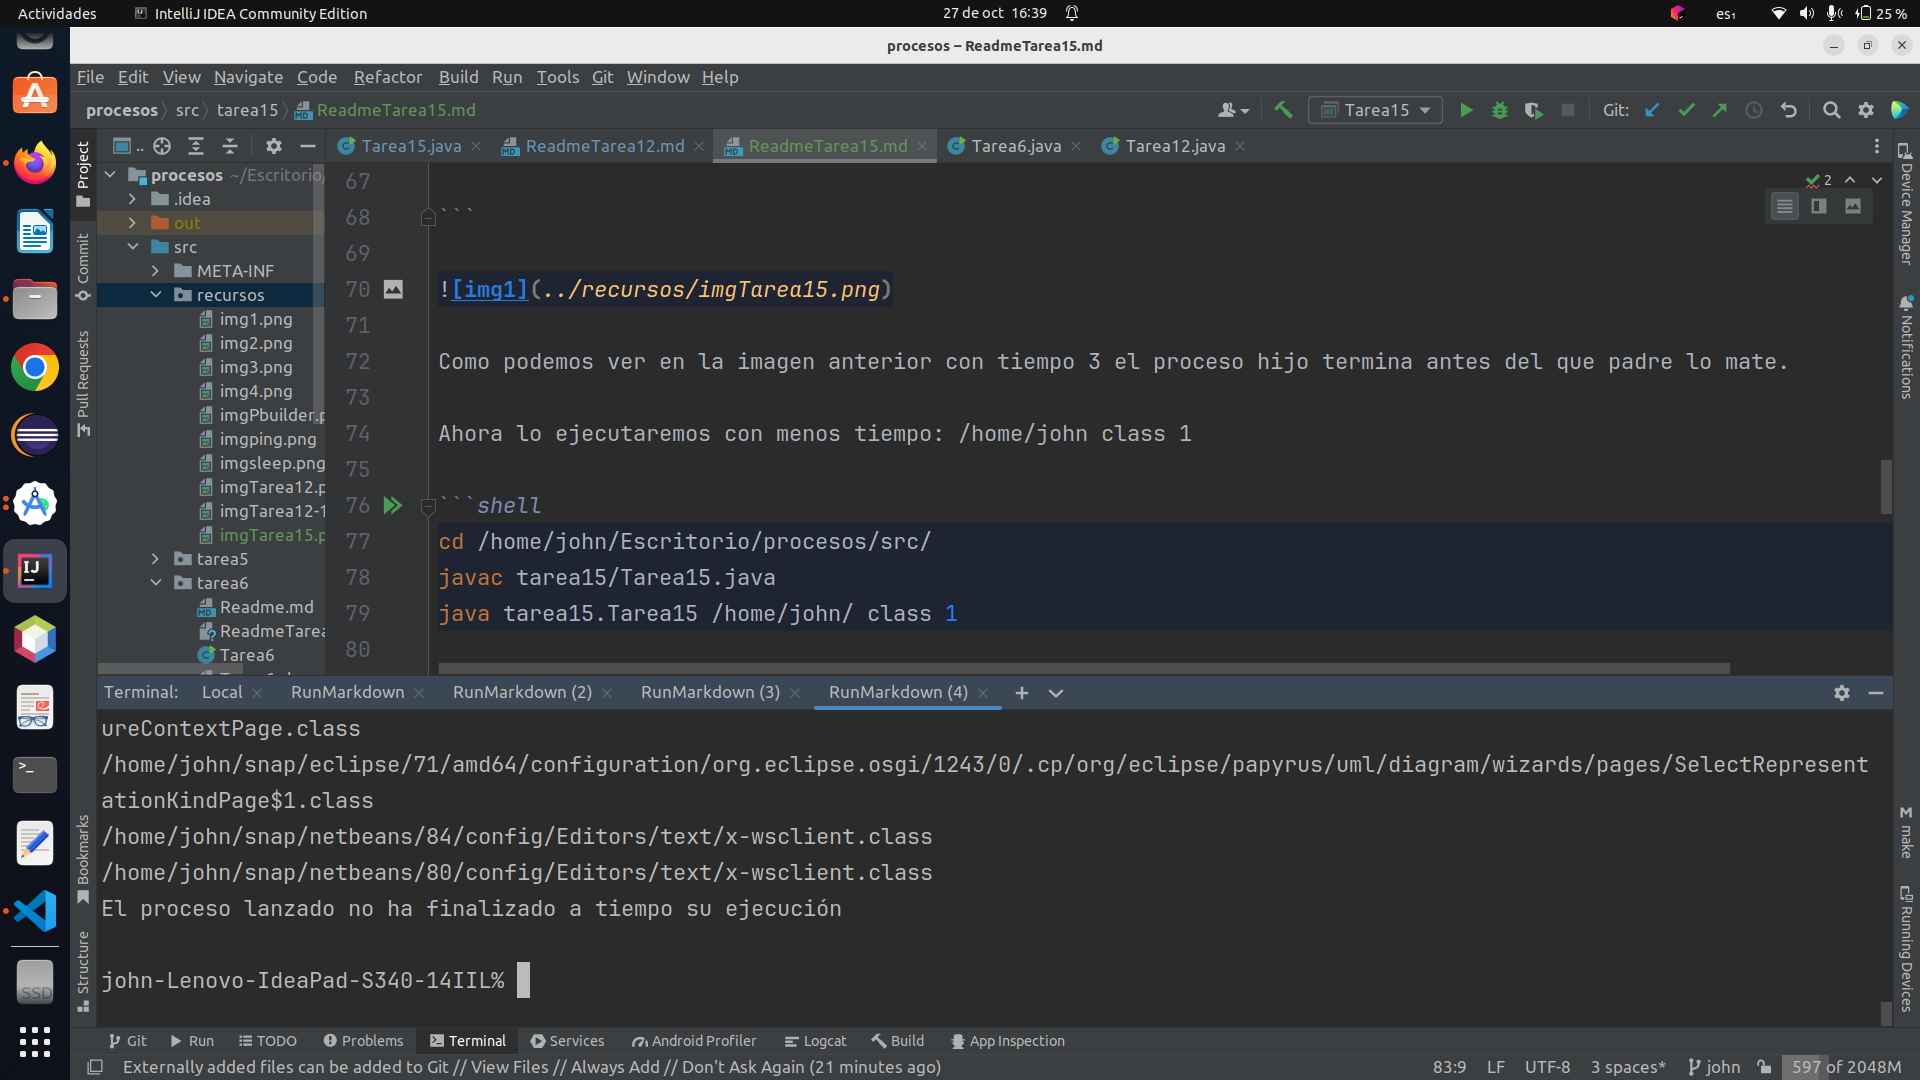 Actividades
IntelliJ IDEA Community Edition
27 de oct 16:39
es1
25 %
procesos – ReadmeTarea15.md
File Edit View Navigate Code Refactor Build Run Tools Git Window Help
procesos
src
tarea15
ReadmeTarea15.md
Tarea15
Git:
Tarea15.java
ReadmeTarea12.md
ReadmeTarea15.md
Tarea6.java
Tarea12.java
Project
Commit
Pull Requests
Bookmarks
Structure
procesos ~/Escritorio/
.idea
out
src
META-INF
recursos
img1.png
img2.png
img3.png
img4.png
imgPbuilder.p
imgping.png
imgsleep.png
imgTarea12.p
imgTarea12-1
imgTarea15.p
tarea5
tarea6
Readme.md
ReadmeTarea
Tarea6
2
67
68 ```
69
70 ![img1](../recursos/imgTarea15.png)
71
72 Como podemos ver en la imagen anterior con tiempo 3 el proceso hijo termina antes del que padre lo mate.
73
74 Ahora lo ejecutaremos con menos tiempo: /home/john class 1
75
76 ```shell
77 cd /home/john/Escritorio/procesos/src/
78 javac tarea15/Tarea15.java
79 java tarea15.Tarea15 /home/john/ class 1
80
Device Manager
Notifications
make
Running Devices
Terminal: Local RunMarkdown RunMarkdown (2) RunMarkdown (3) RunMarkdown (4)
ureContextPage.class
/home/john/snap/eclipse/71/amd64/configuration/org.eclipse.osgi/1243/0/.cp/org/eclipse/papyrus/uml/diagram/wizards/pages/SelectRepresent
ationKindPage$1.class
/home/john/snap/netbeans/84/config/Editors/text/x-wsclient.class
/home/john/snap/netbeans/80/config/Editors/text/x-wsclient.class
El proceso lanzado no ha finalizado a tiempo su ejecución
john-Lenovo-IdeaPad-S340-14IIL%
SSD
Git Run TODO Problems Terminal Services Android Profiler Logcat Build App Inspection
Externally added files can be added to Git // View Files // Always Add // Don't Ask Again (21 minutes ago)
83:9 LF UTF-8 3 spaces* john 597 of 2048M